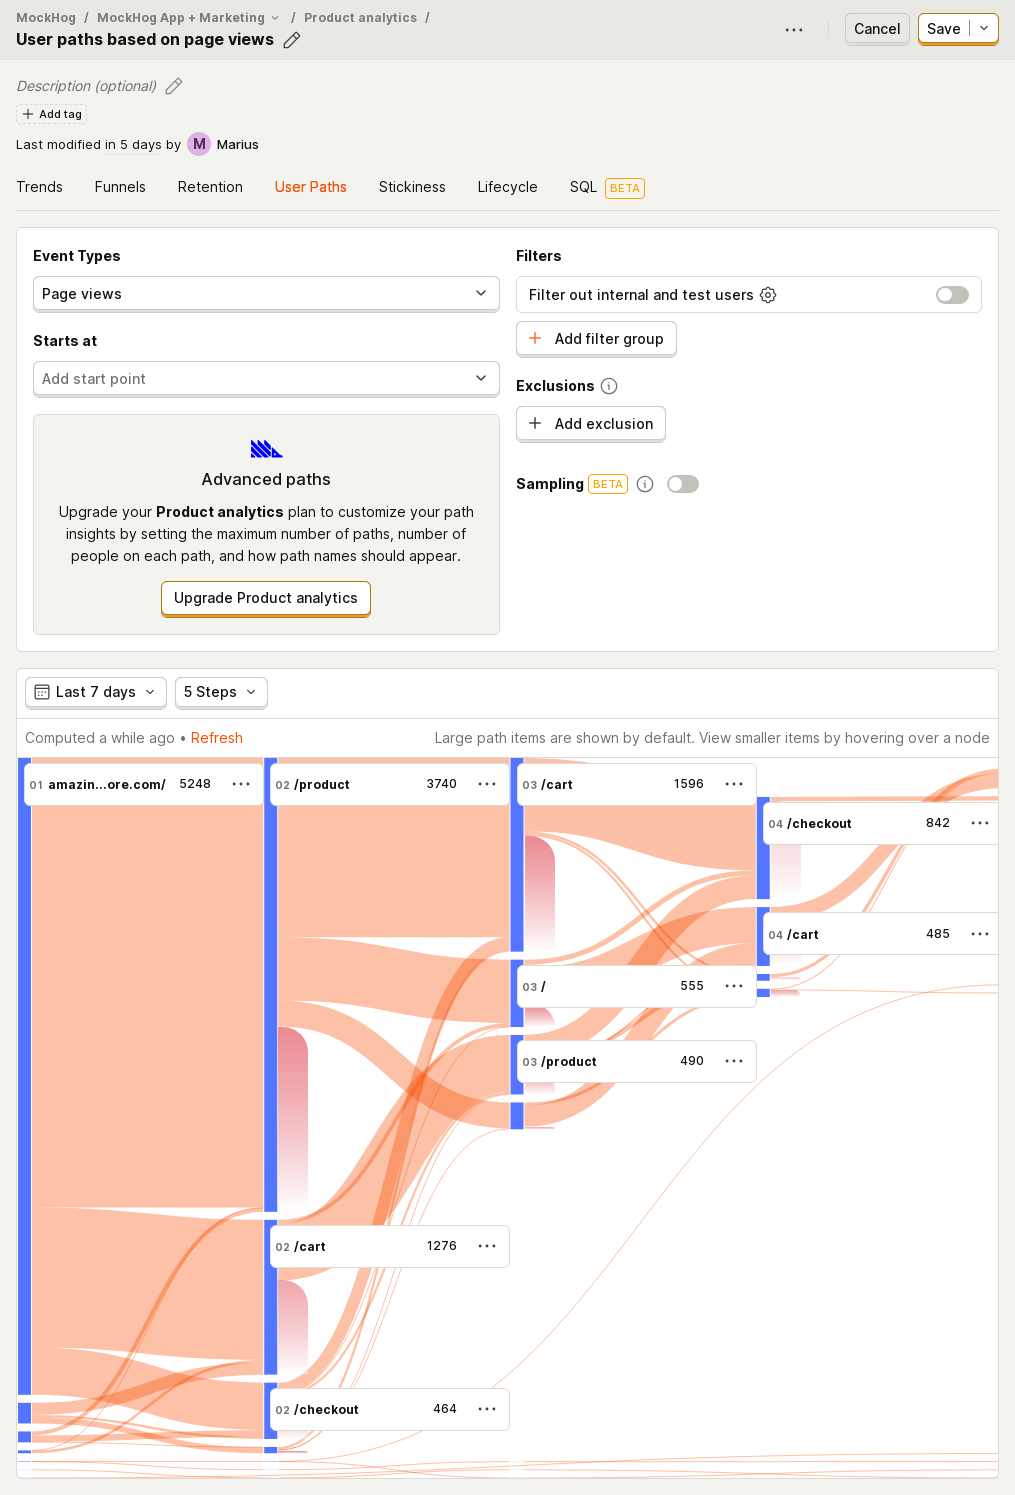 MockHog / MockHog App + Marketing / Product analytics /
User paths based on page views
Cancel
Save
Description (optional)
Add tag
Last modified in 5 days by M Marius
Trends Funnels Retention User Paths Stickiness Lifecycle SQL BETA
Event Types
Page views
Starts at
Add start point
Advanced paths
Upgrade your Product analytics plan to customize your path
insights by setting the maximum number of paths, number of
people on each path, and how path names should appear.
Upgrade Product analytics
Filters
Filter out internal and test users
Add filter group
Exclusions
Add exclusion
Sampling BETA
Last 7 days
5 Steps
Computed a while ago • Refresh
Large path items are shown by default. View smaller items by hovering over a node
01 amazin...ore.com/ 5248
02 /product 3740
03 /cart 1596
04 /checkout 842
04 /cart 485
03 / 555
03 /product 490
02 /cart 1276
02 /checkout 464